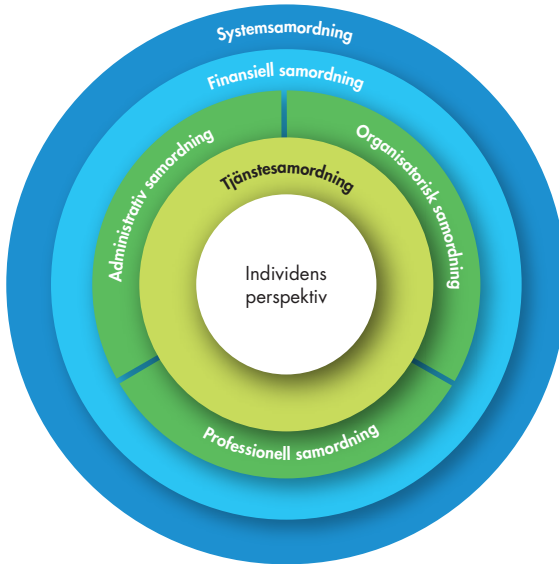 Systemsamordning
Finansiell samordning
Administrativ samordning
Organisatorisk samordning
Tjänstesamordning
Individens
perspektiv
Professionell samordning